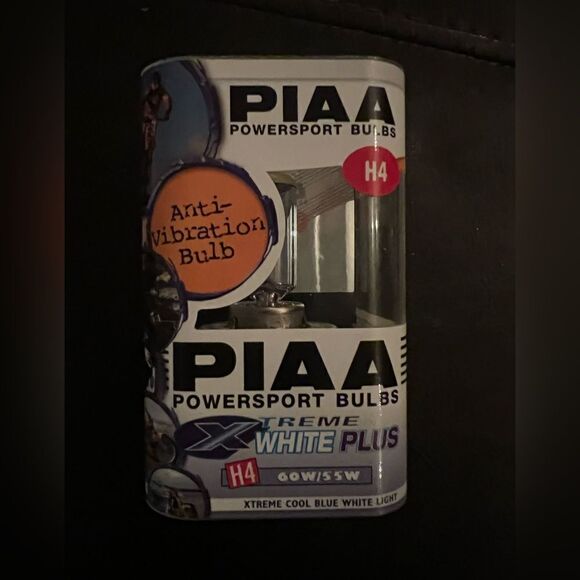 PIAA
POWERSPORT BULBS
H4
Anti-
Vibration
Bulb
PIAA
POWERSPORT BULBS
XTREME
WHITE PLUS
H4 60W/55W
XTREME COOL BLUE WHITE LIGHT